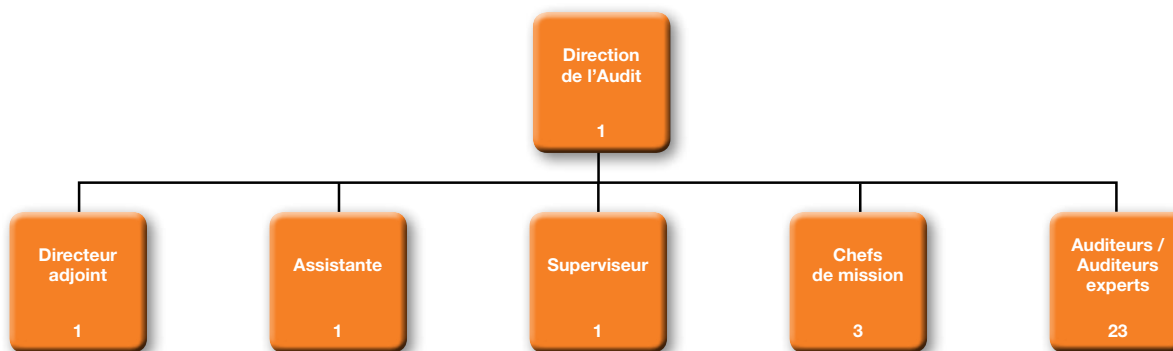 Direction
de l'Audit
1
Directeur
adjoint
1
Assistante
1
Superviseur
1
Chefs
de mission
3
Auditeurs /
Auditeurs
experts
23